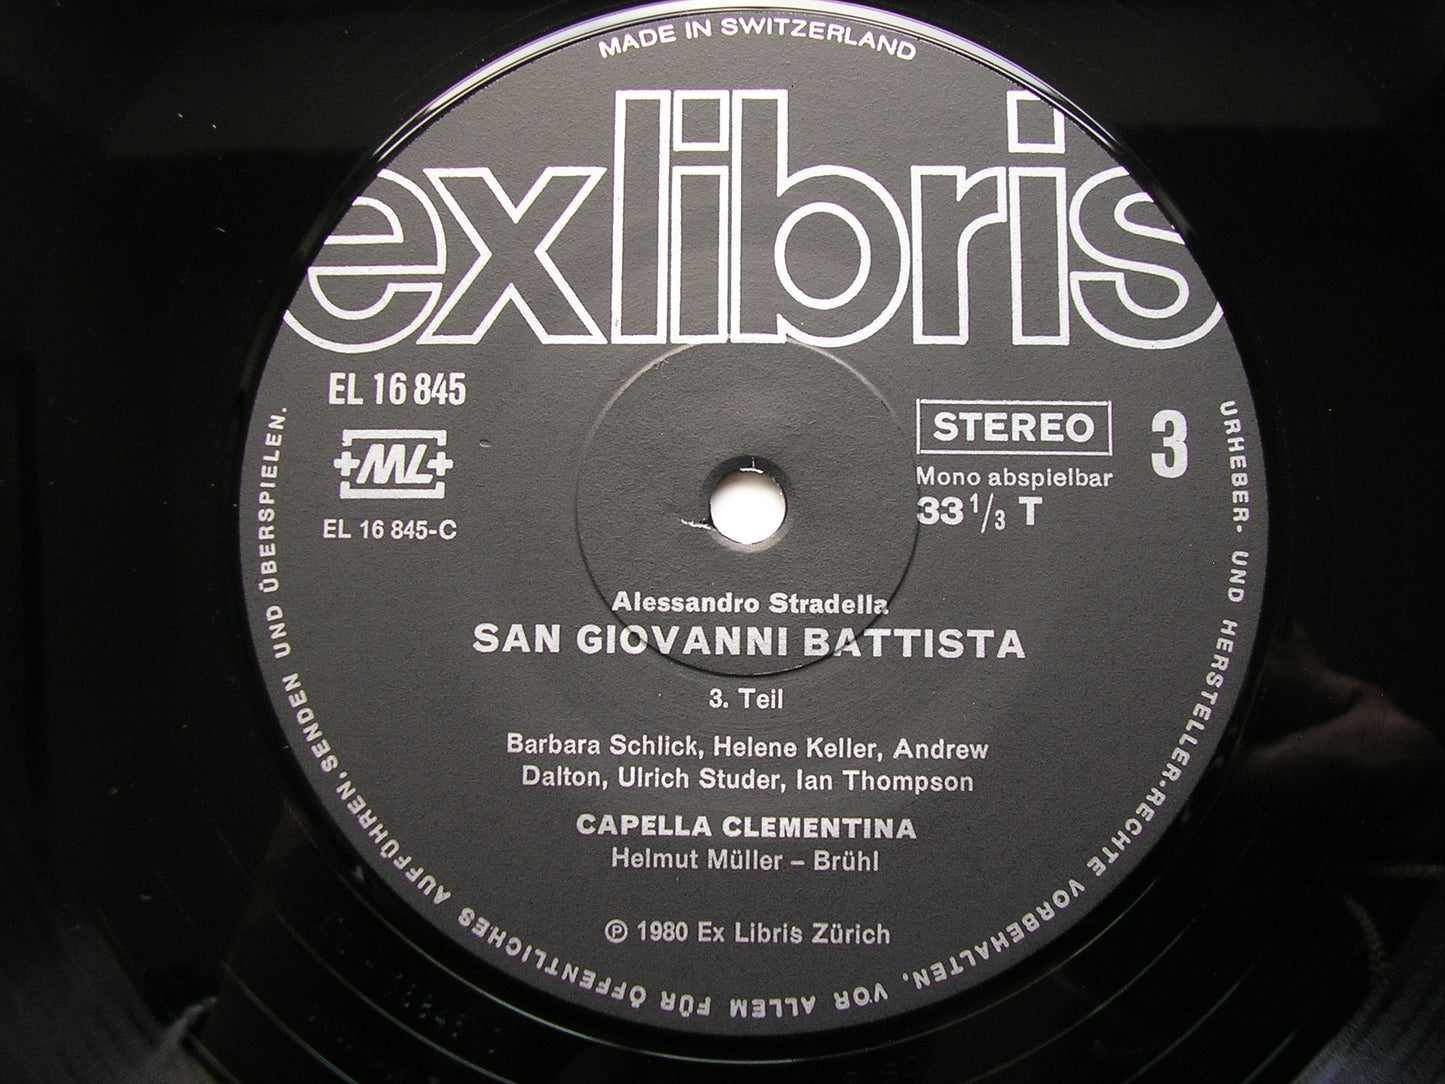 MADE IN SWITZERLAND
exlibris
EL 16 845
ML
EL 16 845-C
STEREO
Mono abspielbar
33 1/3 T
3
Alessandro Stradella
SAN GIOVANNI BATTISTA
3. Teil
Barbara Schlick, Helene Keller, Andrew
Dalton, Ulrich Studer, Ian Thompson
CAPELLA CLEMENTINA
Helmut Müller – Brühl
℗ 1980 Ex Libris Zürich
URHEBER- UND HERSTELLER-RECHTE VORBEHALTEN, VOR ALLEM FÜR ÖFFENTLICHES AUFFÜHREN, SENDEN UND ÜBERSPIELEN.